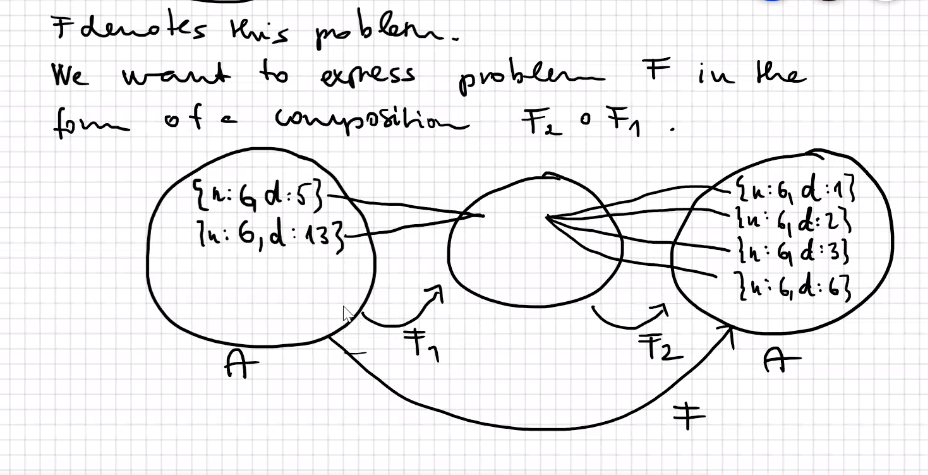 F denotes this problem.
We want to express problem F in the
form of a composition F₂ ∘ F₁ .
{n:6, d:5}
{n:6, d:13}
{n:6, d:1}
{n:6, d:2}
{n:6, d:3}
{n:6, d:6}
F₁
F₂
A
A
F